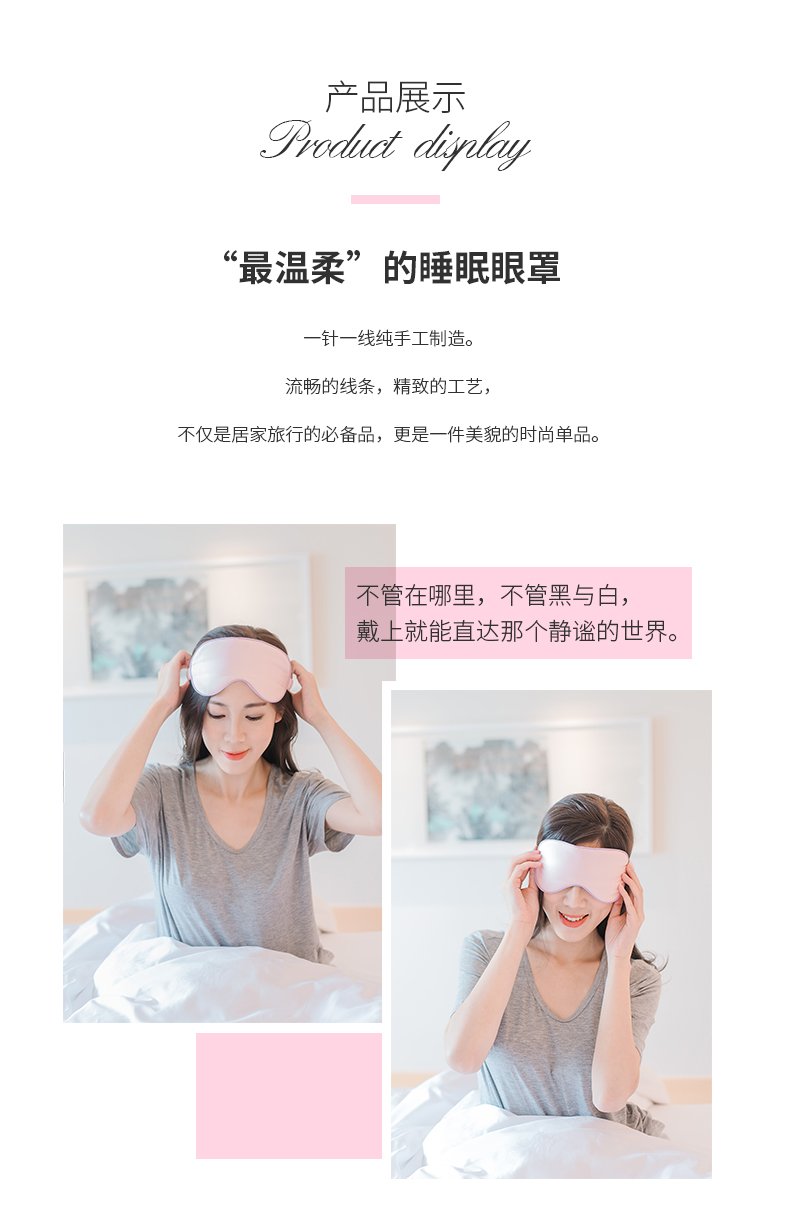 产品展示
Product display
“最温柔”的睡眠眼罩
一针一线纯手工制造。
流畅的线条，精致的工艺，
不仅是居家旅行的必备品，更是一件美貌的时尚单品。
不管在哪里，不管黑与白，
戴上就能直达那个静谧的世界。